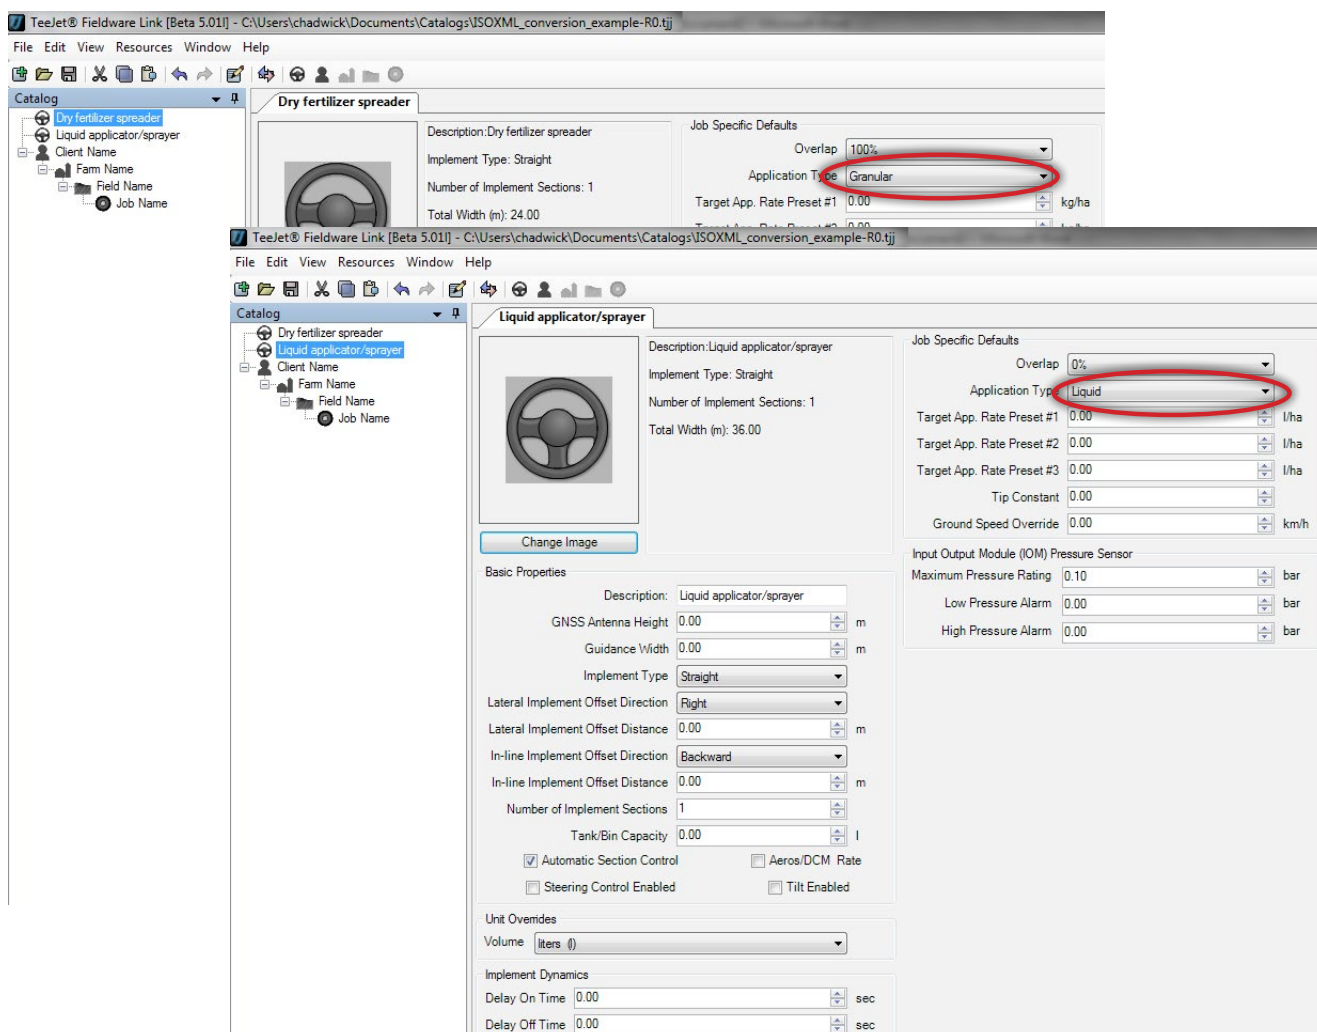 TeeJet® Fieldware Link [Beta 5.01l] - C:\Users\chadwick\Documents\Catalogs\ISOXML_conversion_example-R0.tjj
File Edit View Resources Window Help
Catalog
Dry fertilizer spreader
Liquid applicator/sprayer
Client Name
Farm Name
Field Name
Job Name
Dry fertilizer spreader
Description:Dry fertilizer spreader
Implement Type: Straight
Number of Implement Sections: 1
Total Width (m): 24.00
Job Specific Defaults
Overlap 100%
Application Type Granular
Target App. Rate Preset #1 0.00 kg/ha
Target App. Rate Preset #2 0.00 kg/ha
TeeJet® Fieldware Link [Beta 5.01l] - C:\Users\chadwick\Documents\Catalogs\ISOXML_conversion_example-R0.tjj
File Edit View Resources Window Help
Catalog
Dry fertilizer spreader
Liquid applicator/sprayer
Client Name
Farm Name
Field Name
Job Name
Liquid applicator/sprayer
Description:Liquid applicator/sprayer
Implement Type: Straight
Number of Implement Sections: 1
Total Width (m): 36.00
Change Image
Basic Properties
Description: Liquid applicator/sprayer
GNSS Antenna Height 0.00 m
Guidance Width 0.00 m
Implement Type Straight
Lateral Implement Offset Direction Right
Lateral Implement Offset Distance 0.00 m
In-line Implement Offset Direction Backward
In-line Implement Offset Distance 0.00 m
Number of Implement Sections 1
Tank/Bin Capacity 0.00 l
Automatic Section Control Aeros/DCM Rate
Steering Control Enabled Tilt Enabled
Unit Overrides
Volume liters (l)
Implement Dynamics
Delay On Time 0.00 sec
Delay Off Time 0.00 sec
Job Specific Defaults
Overlap 0%
Application Type Liquid
Target App. Rate Preset #1 0.00 l/ha
Target App. Rate Preset #2 0.00 l/ha
Target App. Rate Preset #3 0.00 l/ha
Tip Constant 0.00
Ground Speed Override 0.00 km/h
Input Output Module (IOM) Pressure Sensor
Maximum Pressure Rating 0.10 bar
Low Pressure Alarm 0.00 bar
High Pressure Alarm 0.00 bar